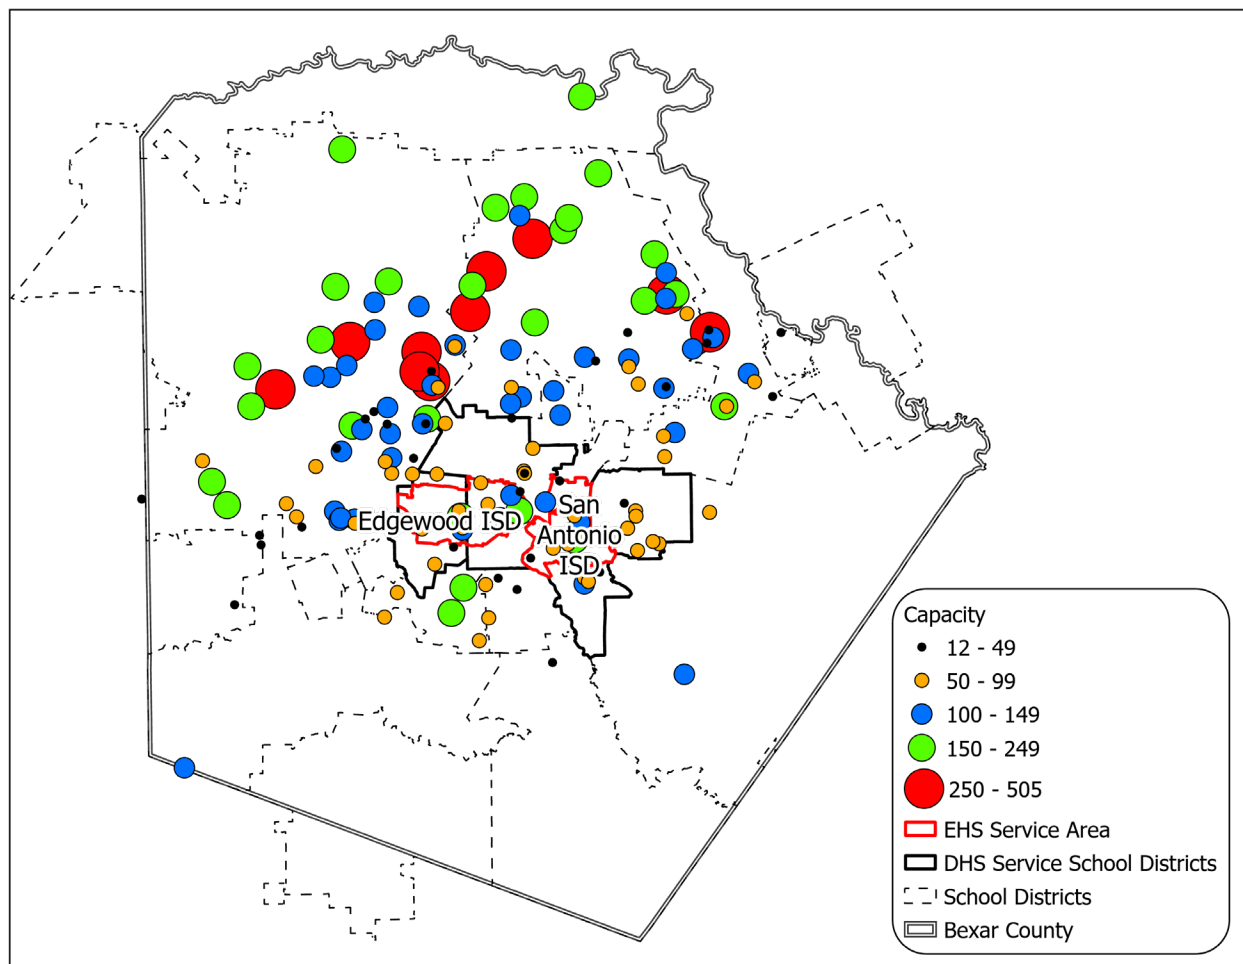 Edgewood ISD
San
Antonio
ISD
Capacity
12 - 49
50 - 99
100 - 149
150 - 249
250 - 505
EHS Service Area
DHS Service School Districts
School Districts
Bexar County